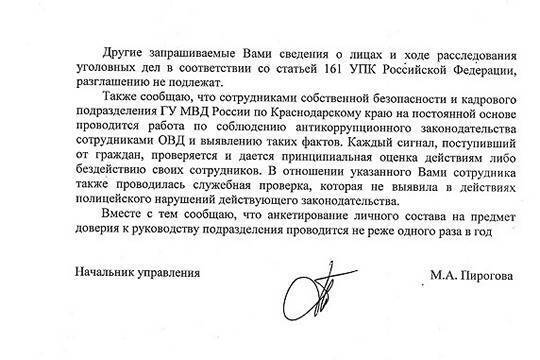 Другие запрашиваемые Вами сведения о лицах и ходе расследования
уголовных дел в соответствии со статьей 161 УПК Российской Федерации,
разглашению не подлежат.
Также сообщаю, что сотрудниками собственной безопасности и кадрового
подразделения ГУ МВД России по Краснодарскому краю на постоянной основе
проводится работа по соблюдению антикоррупционного законодательства
сотрудниками ОВД и выявлению таких фактов. Каждый сигнал, поступивший
от граждан, проверяется и дается принципиальная оценка действиям либо
бездействию своих сотрудников. В отношении указанного Вами сотрудника
также проводилась служебная проверка, которая не выявила в действиях
полицейского нарушений действующего законодательства.
Вместе с тем сообщаю, что анкетирование личного состава на предмет
доверия к руководству подразделения проводится не реже одного раза в год
Начальник управления М.А. Пирогова